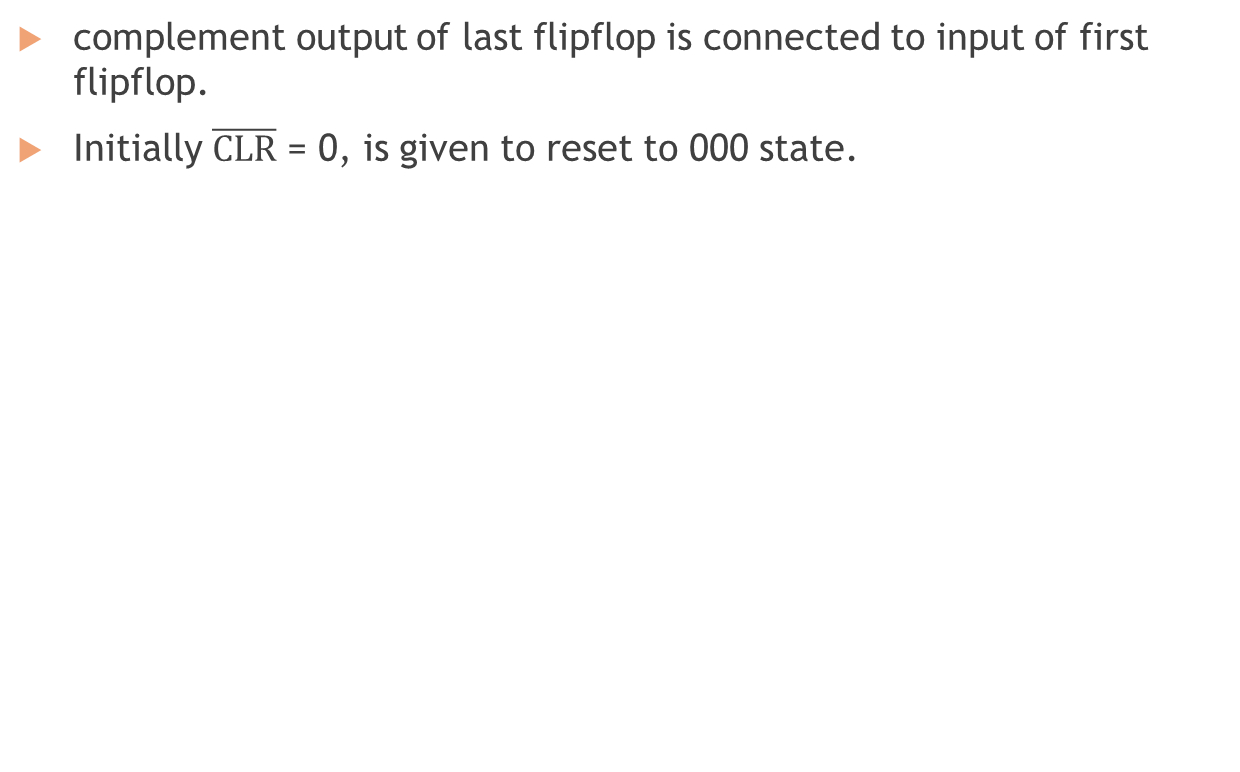 ▶ complement output of last flipflop is connected to input of first
flipflop.
▶ Initially C̅L̅R̅ = 0, is given to reset to 000 state.